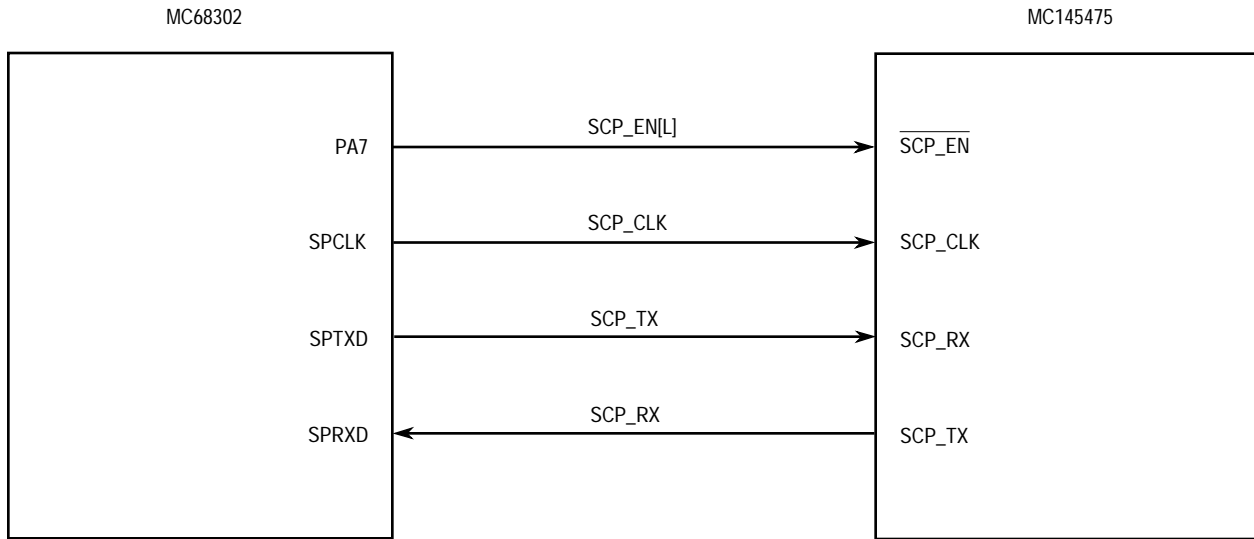 MC68302 MC145475
PA7 SCP_EN[L] SCP_EN
SPCLK SCP_CLK SCP_CLK
SPTXD SCP_TX SCP_RX
SPRXD SCP_RX SCP_TX